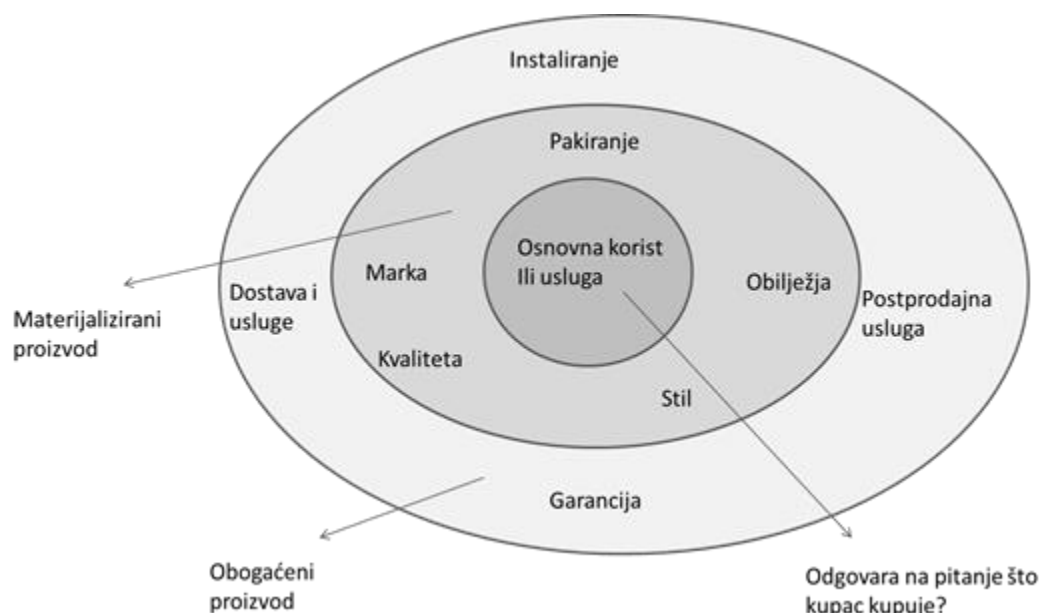 Instaliranje
Pakiranje
Osnovna korist
Ili usluga
Marka
Obilježja
Dostava i
usluge
Postprodajna
usluga
Materijalizirani
proizvod
Kvaliteta
Stil
Garancija
Obogaćeni
proizvod
Odgovara na pitanje što
kupac kupuje?